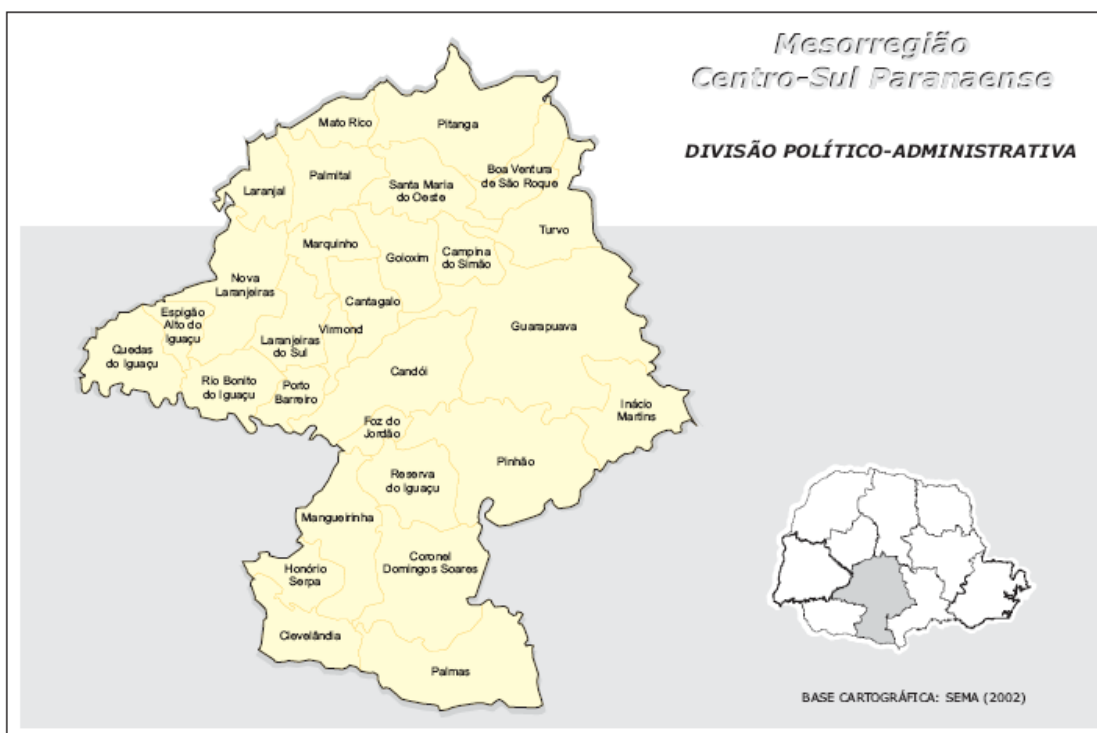 Mesorregião
Centro-Sul Paranaense
DIVISÃO POLÍTICO-ADMINISTRATIVA
Mato Rico
Pitanga
Boa Ventura
de São Roque
Palmital
Laranjal
Santa Maria
do Oeste
Turvo
Marquinho
Goioxim
Campina
do Simão
Nova
Laranjeiras
Cantagalo
Espigão
Alto do
Iguaçu
Guarapuava
Virmond
Laranjeiras
do Sul
Quedas
do Iguaçu
Candói
Rio Bonito
do Iguaçu
Porto
Barreiro
Inácio
Martins
Foz do
Jordão
Pinhão
Reserva
do Iguaçu
Mangueirinha
Coronel
Domingos Soares
Honório
Serpa
Clevelândia
Palmas
BASE CARTOGRÁFICA: SEMA (2002)